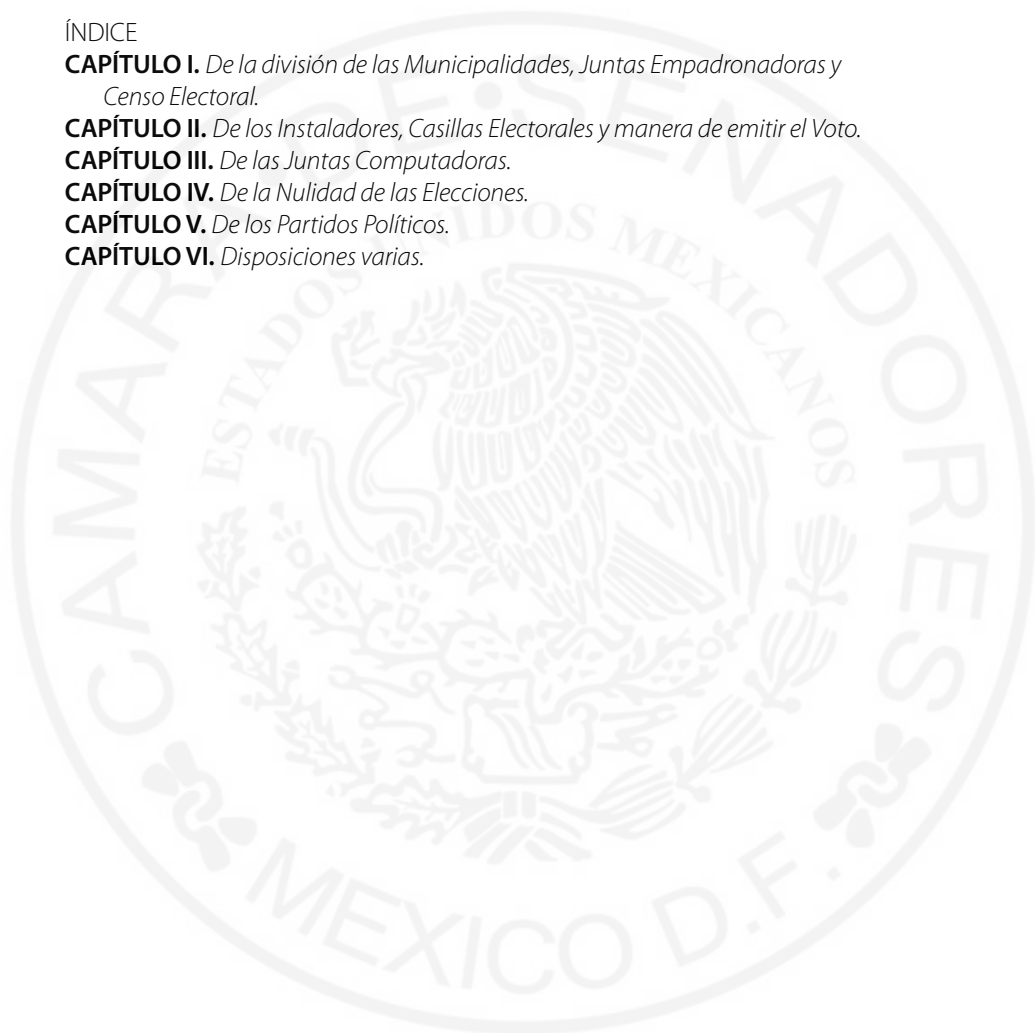 ÍNDICE
CAPÍTULO I. De la división de las Municipalidades, Juntas Empadronadoras y
Censo Electoral.
CAPÍTULO II. De los Instaladores, Casillas Electorales y manera de emitir el Voto.
CAPÍTULO III. De las Juntas Computadoras.
CAPÍTULO IV. De la Nulidad de las Elecciones.
CAPÍTULO V. De los Partidos Políticos.
CAPÍTULO VI. Disposiciones varias.
CAMARA DE SENADORES
ESTADOS UNIDOS MEXICANOS
MEXICO D.F.